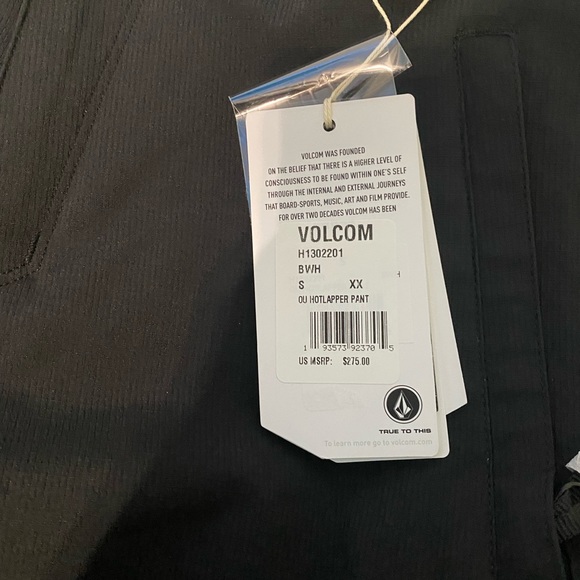 VOLCOM WAS FOUNDED
ON THE BELIEF THAT THERE IS A HIGHER LEVEL OF
CONSCIOUSNESS TO BE FOUND WITHIN ONE'S SELF
THROUGH THE INTERNAL AND EXTERNAL JOURNEYS
THAT BOARD-SPORTS, MUSIC, ART AND FILM PROVIDE.
FOR OVER TWO DECADES VOLCOM HAS BEEN
VOLCOM
H1302201
BWH
H
S XX
OU HOTLAPPER PANT
1 93573 92370 5
US MSRP: $275.00
TRUE TO THIS
To learn more go to volcom.com